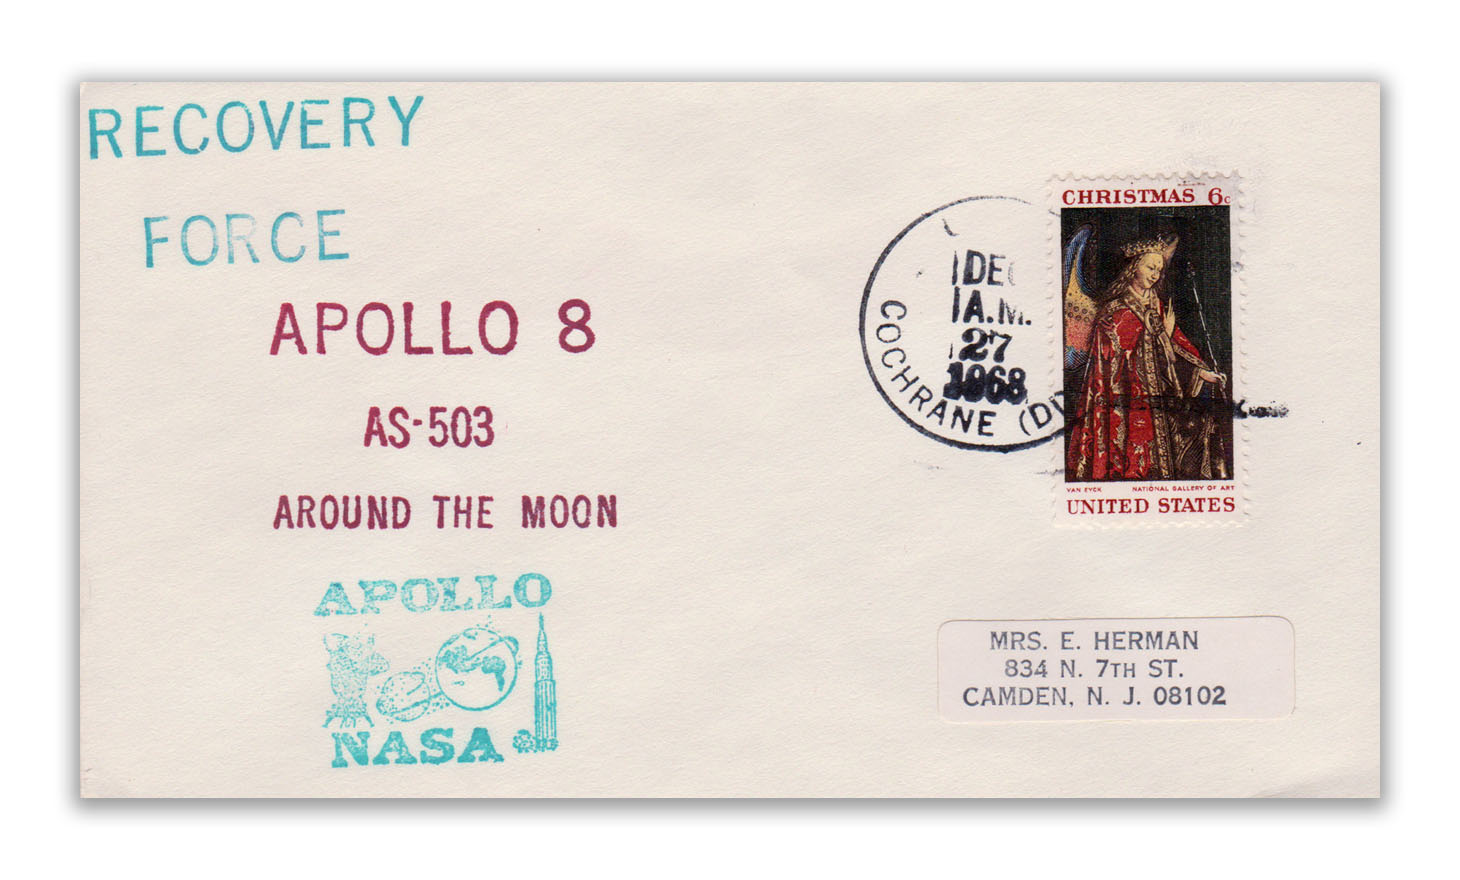 RECOVERY
FORCE
APOLLO 8
AS-503
AROUND THE MOON
APOLLO
NASA
DEC
A.M.
27
1968
COCHRANE
CHRISTMAS 6c
VAN EYCK NATIONAL GALLERY OF ART
UNITED STATES
MRS. E. HERMAN
834 N. 7TH ST.
CAMDEN, N. J. 08102